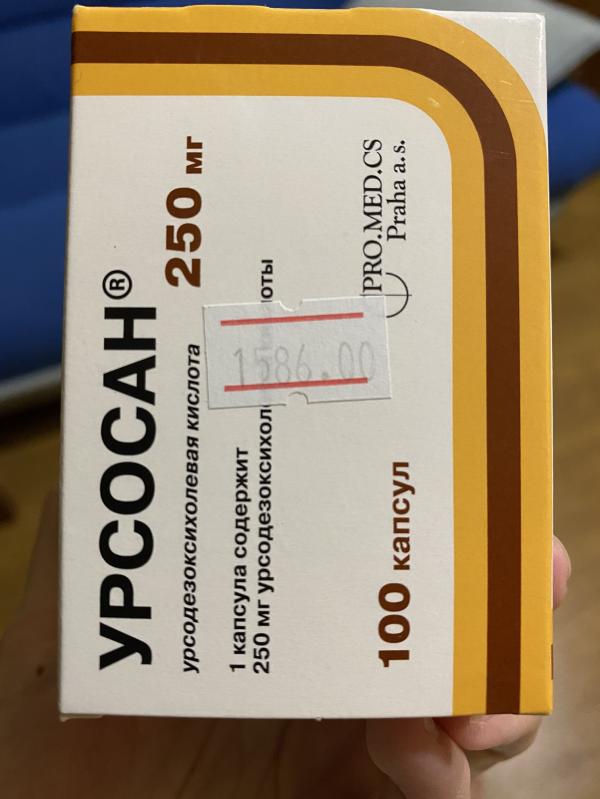 УРСОСАН®
250 мг
урсодезоксихолевая кислота
1 капсула содержит
250 мг урсодезоксихол оты
1586.00
100 капсул
PRO.MED.CS
Praha a.s.